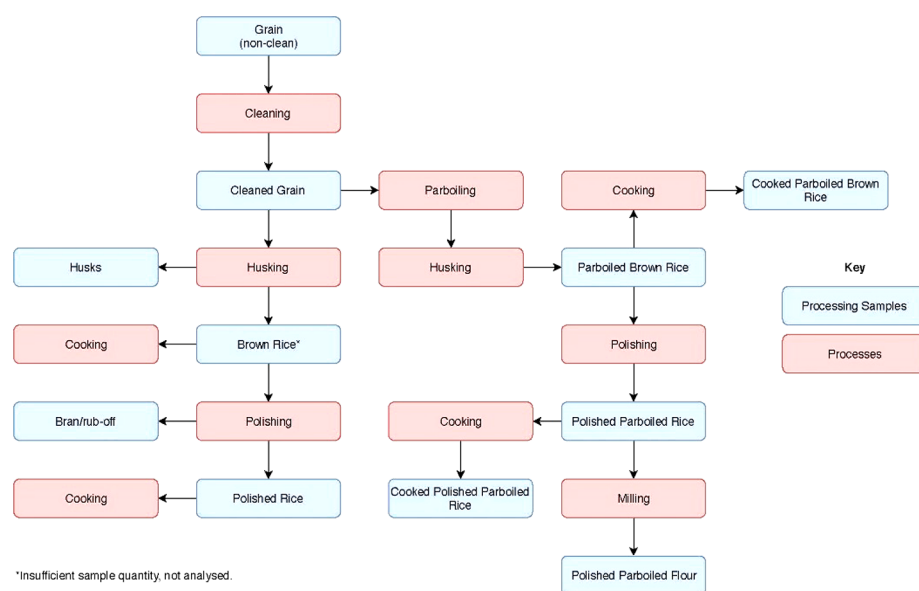 Grain
(non-clean)
Cleaning
Cleaned Grain
Parboiling
Cooking
Cooked Parboiled Brown
Rice
Husks
Husking
Husking
Parboiled Brown Rice
Key
Processing Samples
Cooking
Brown Rice*
Polishing
Processes
Bran/rub-off
Polishing
Cooking
Polished Parboiled Rice
Cooking
Polished Rice
Cooked Polished Parboiled
Rice
Milling
*Insufficient sample quantity, not analysed.
Polished Parboiled Flour